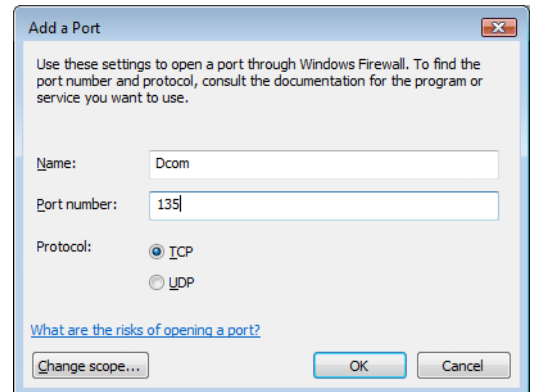 Add a Port
Use these settings to open a port through Windows Firewall. To find the
port number and protocol, consult the documentation for the program or
service you want to use.
Name: Dcom
Port number: 135
Protocol: TCP
UDP
What are the risks of opening a port?
Change scope... OK Cancel